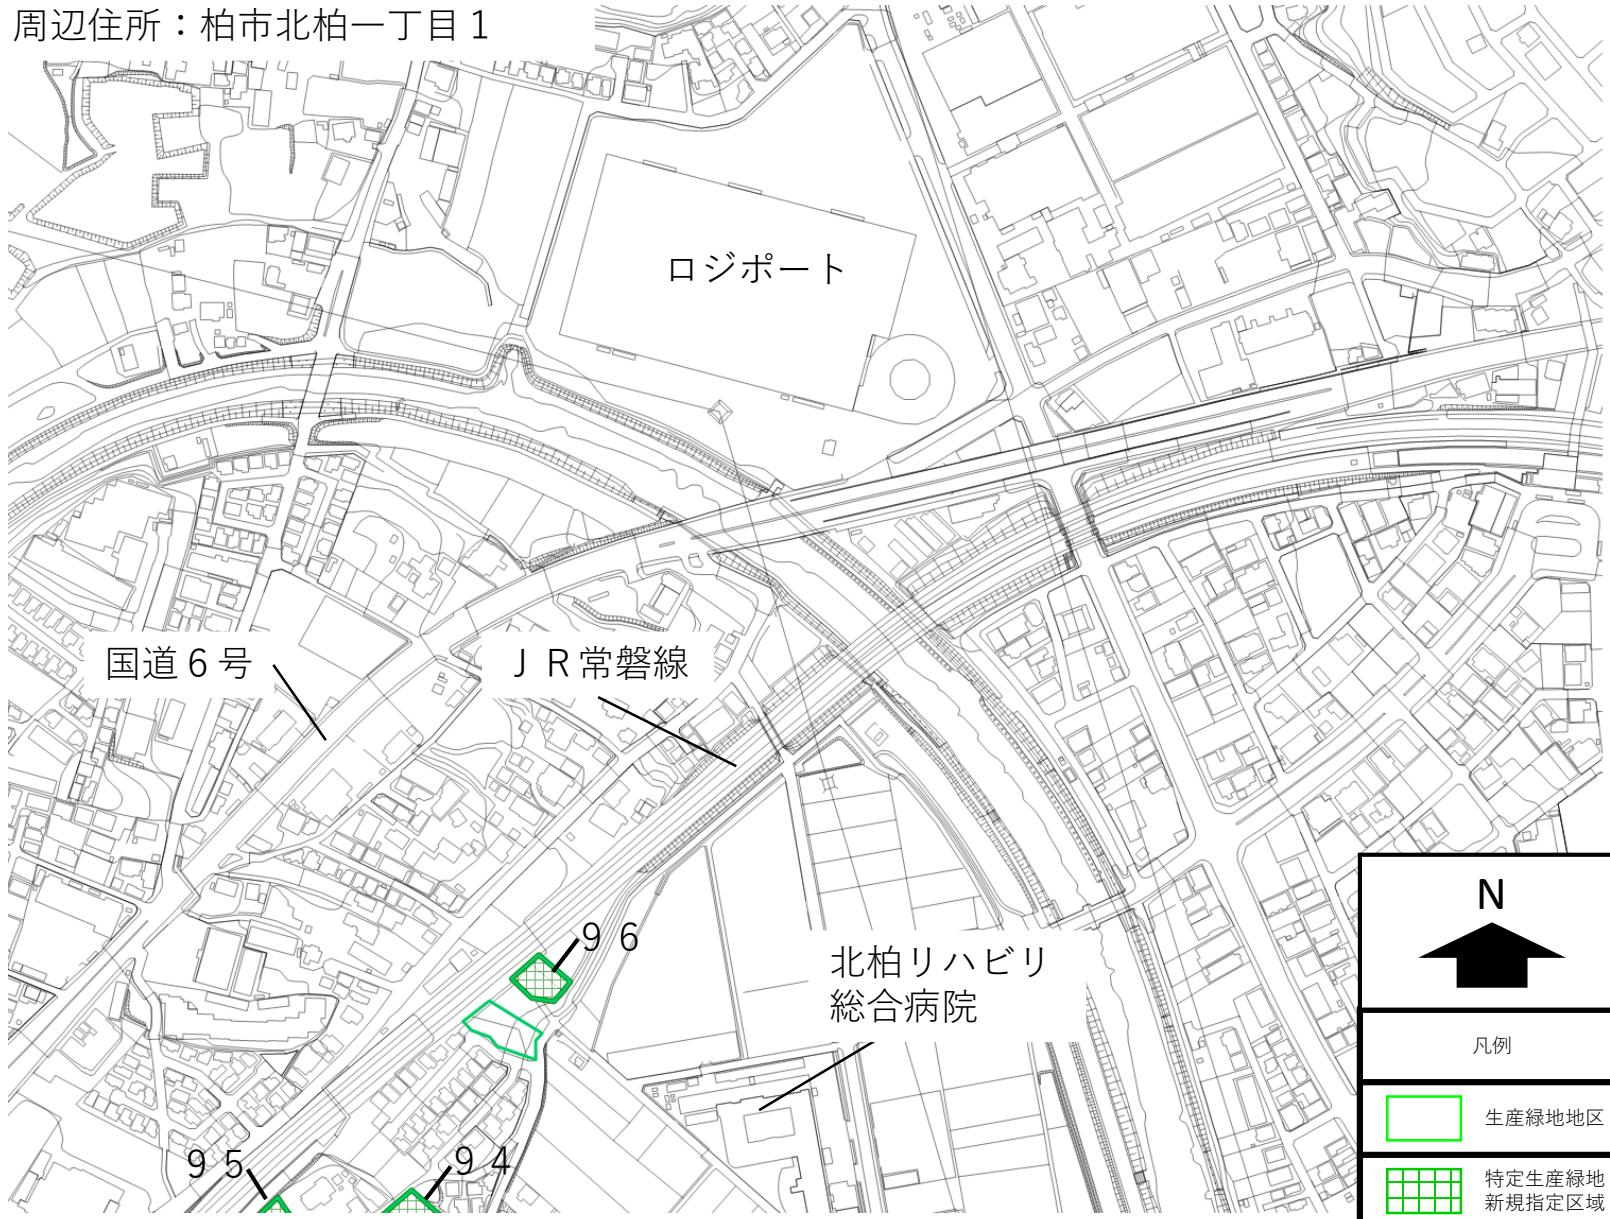 周辺住所：柏市北柏一丁目1
ロジポート
国道6号
ＪＲ常磐線
96
北柏リハビリ
総合病院
95
94
N
凡例
生産緑地地区
特定生産緑地
新規指定区域